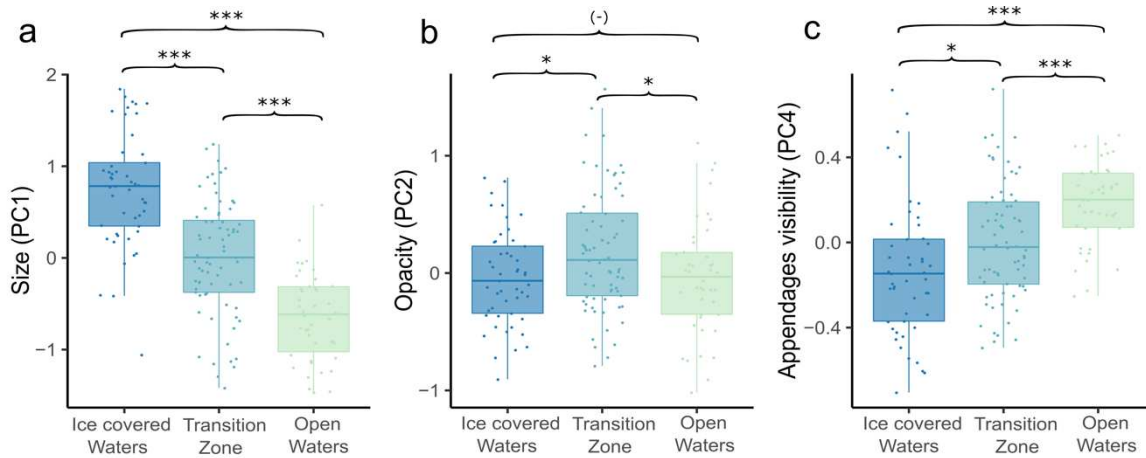 a
***
***
***
Size (PC1)
2
1
0
−1
Ice covered
Waters
Transition
Zone
Open
Waters
b
(-)
*
*
Opacity (PC2)
1
0
−1
Ice covered
Waters
Transition
Zone
Open
Waters
c
***
*
***
Appendages visibility (PC4)
0.4
0.0
−0.4
Ice covered
Waters
Transition
Zone
Open
Waters